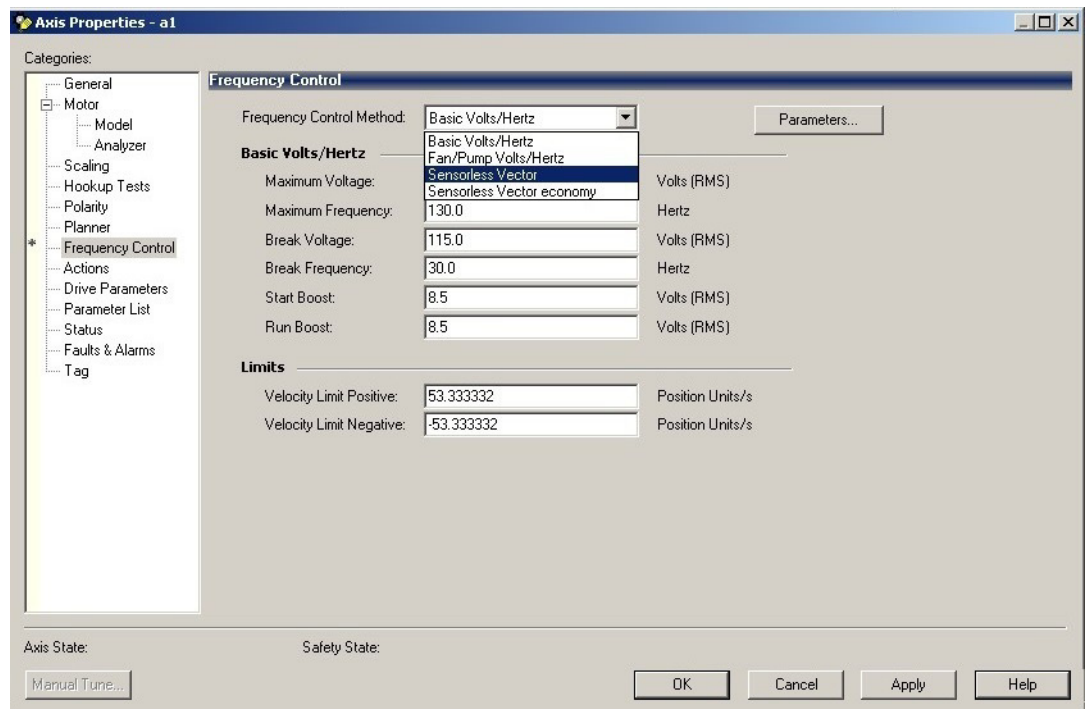 Axis Properties - a1
Categories:
General
Motor
Model
Analyzer
Scaling
Hookup Tests
Polarity
Planner
* Frequency Control
Actions
Drive Parameters
Parameter List
Status
Faults & Alarms
Tag
Frequency Control
Frequency Control Method: Basic Volts/Hertz Parameters...
Basic Volts/Hertz
Fan/Pump Volts/Hertz
Sensorless Vector
Sensorless Vector economy
Basic Volts/Hertz
Maximum Voltage: Volts (RMS)
Maximum Frequency: 130.0 Hertz
Break Voltage: 115.0 Volts (RMS)
Break Frequency: 30.0 Hertz
Start Boost: 8.5 Volts (RMS)
Run Boost: 8.5 Volts (RMS)
Limits
Velocity Limit Positive: 53.333332 Position Units/s
Velocity Limit Negative: -53.333332 Position Units/s
Axis State: Safety State:
Manual Tune... OK Cancel Apply Help